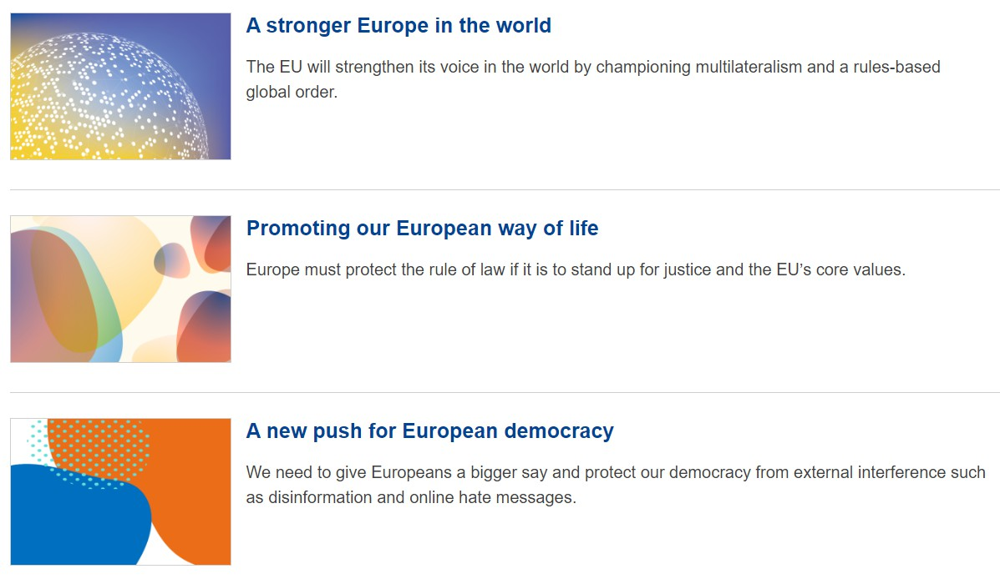 A stronger Europe in the world
The EU will strengthen its voice in the world by championing multilateralism and a rules-based
global order.
Promoting our European way of life
Europe must protect the rule of law if it is to stand up for justice and the EU’s core values.
A new push for European democracy
We need to give Europeans a bigger say and protect our democracy from external interference such
as disinformation and online hate messages.